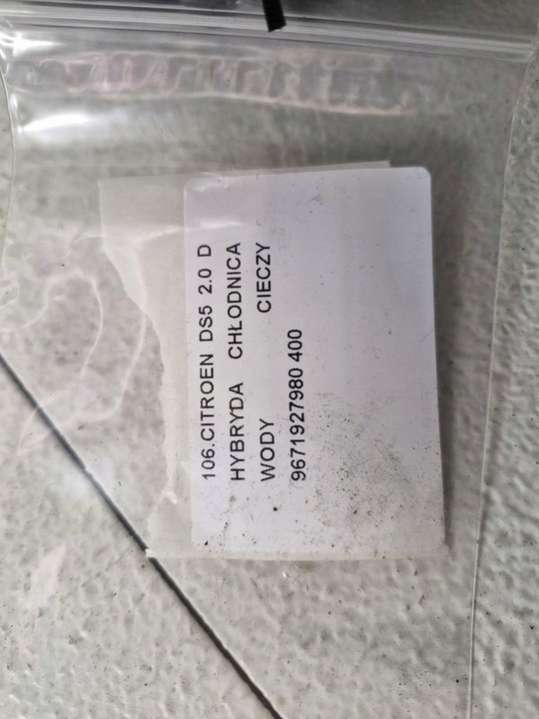 106.CITROEN DS5 2.0 D
HYBRYDA CHŁODNICA
WODY CIECZY
9671927980 400